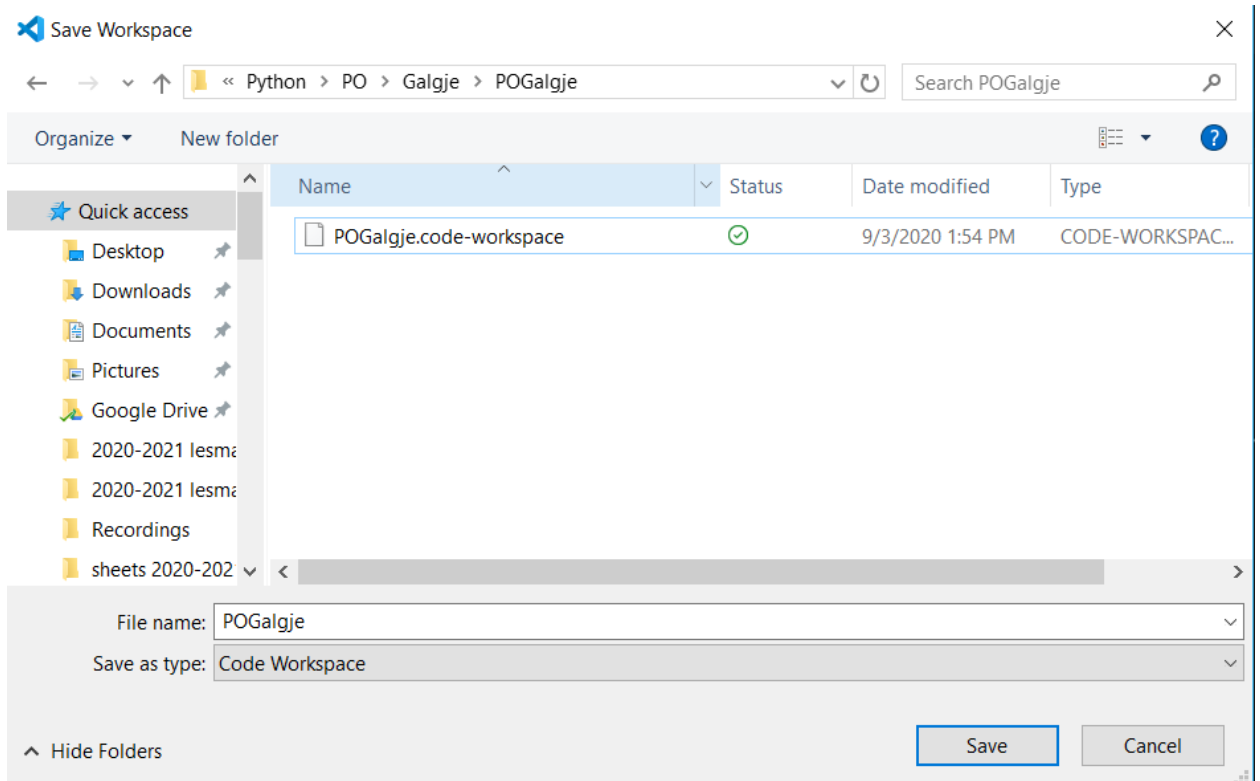 Save Workspace
« Python > PO > Galgje > POGalgje
Search POGalgje
Organize New folder
?
Name Status Date modified Type
Quick access
POGalgje.code-workspace 9/3/2020 1:54 PM CODE-WORKSPAC...
Desktop
Downloads
Documents
Pictures
Google Drive
2020-2021 lesma
2020-2021 lesma
Recordings
sheets 2020-202
File name: POGalgje
Save as type: Code Workspace
Hide Folders Save Cancel